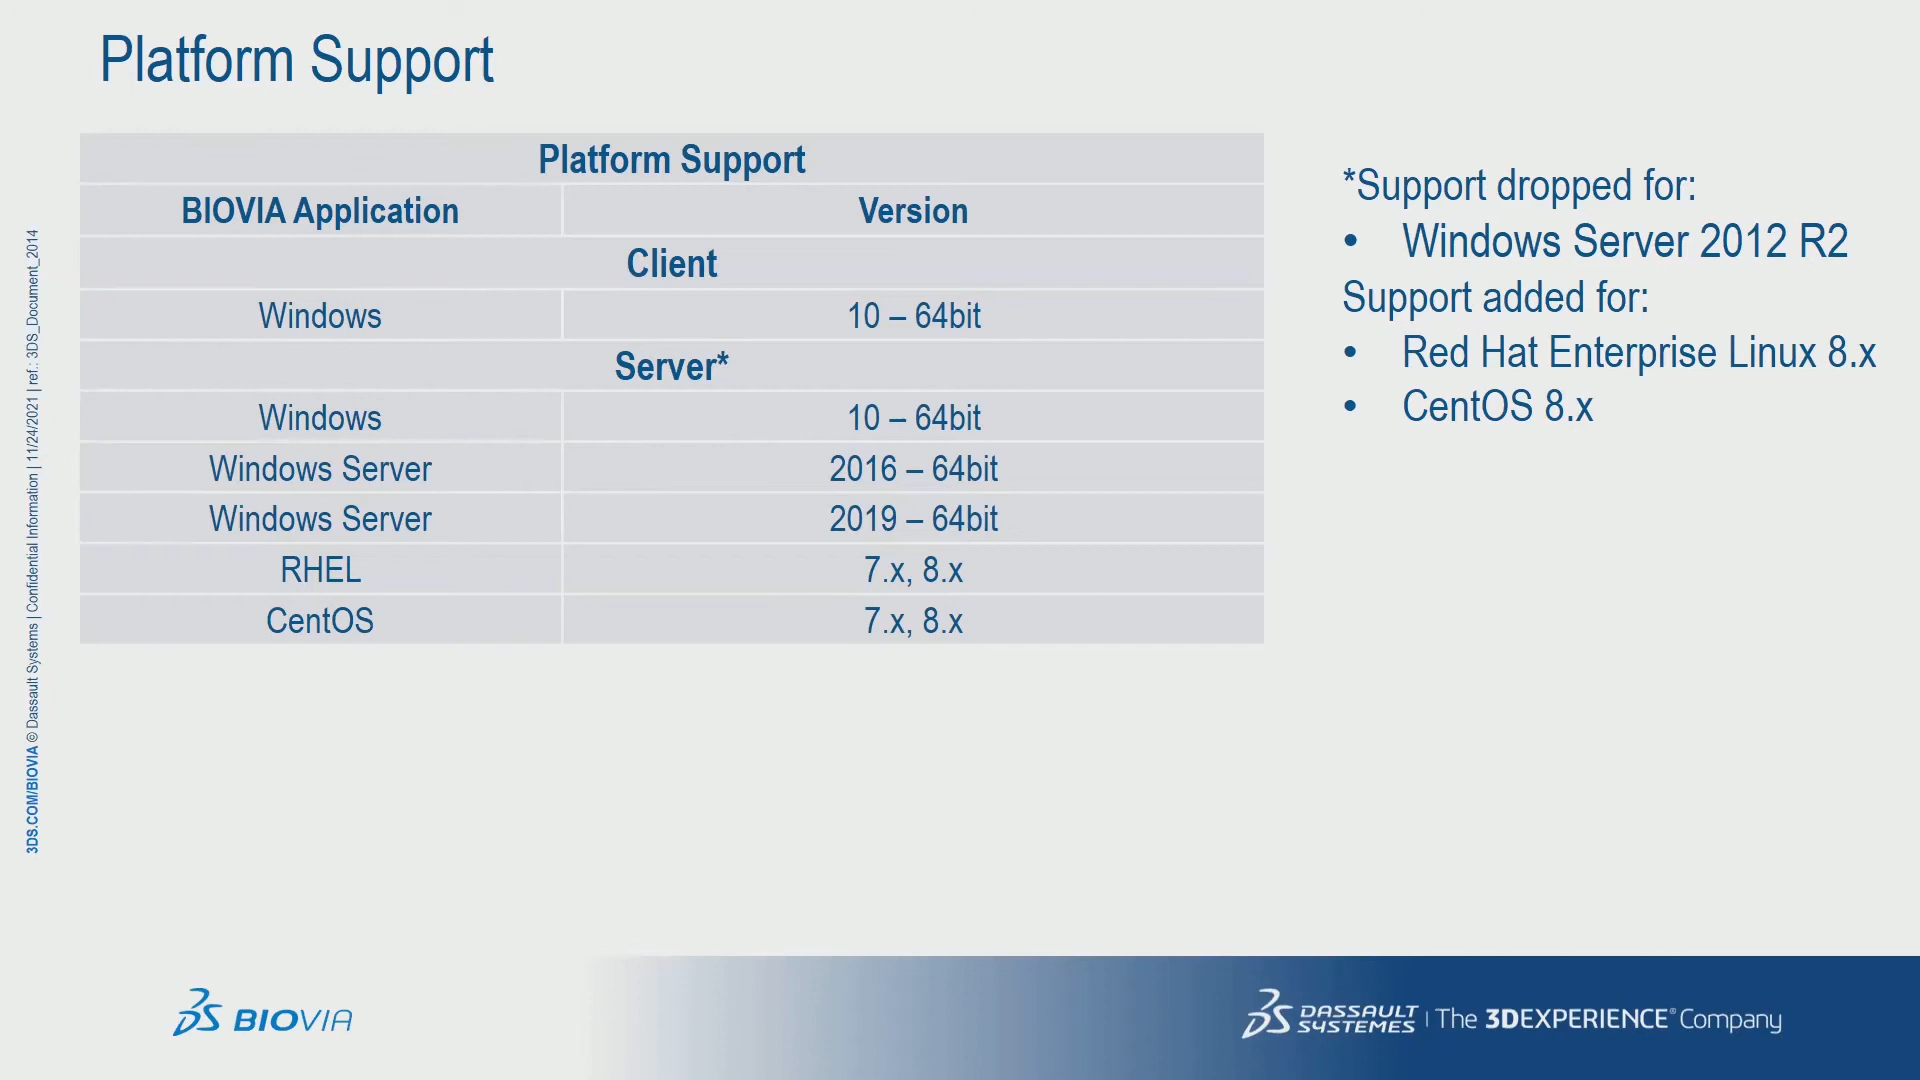 Platform Support
Platform Support
BIOVIA Application Version
Client
Windows 10 – 64bit
Server*
Windows 10 – 64bit
Windows Server 2016 – 64bit
Windows Server 2019 – 64bit
RHEL 7.x, 8.x
CentOS 7.x, 8.x
*Support dropped for:
• Windows Server 2012 R2
Support added for:
• Red Hat Enterprise Linux 8.x
• CentOS 8.x
3DS.COM/BIOVIA © Dassault Systems | Confidential Information | 11/24/2021 | ref.: 3DS_Document_2014
3DS BIOVIA
3DS DASSAULT SYSTEMES | The 3DEXPERIENCE® Company